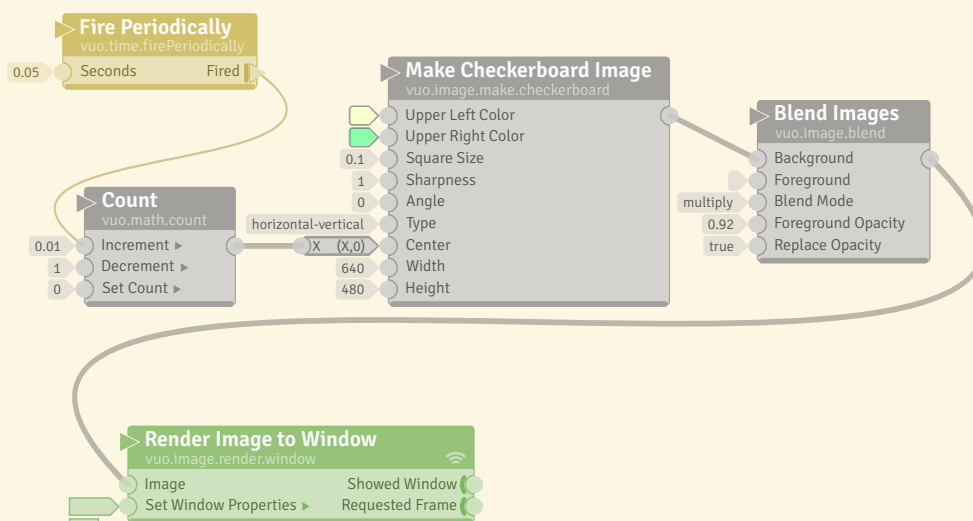 Fire Periodically
vuo.time.firePeriodically
0.05 Seconds Fired
Make Checkerboard Image
vuo.image.make.checkerboard
Upper Left Color
Upper Right Color
0.1 Square Size
1 Sharpness
0 Angle
horizontal-vertical Type
X (X,0) Center
640 Width
480 Height
Blend Images
vuo.image.blend
Background
Foreground
multiply Blend Mode
0.92 Foreground Opacity
true Replace Opacity
Count
vuo.math.count
0.01 Increment
1 Decrement
0 Set Count
Render Image to Window
vuo.image.render.window
Image Showed Window
Set Window Properties Requested Frame